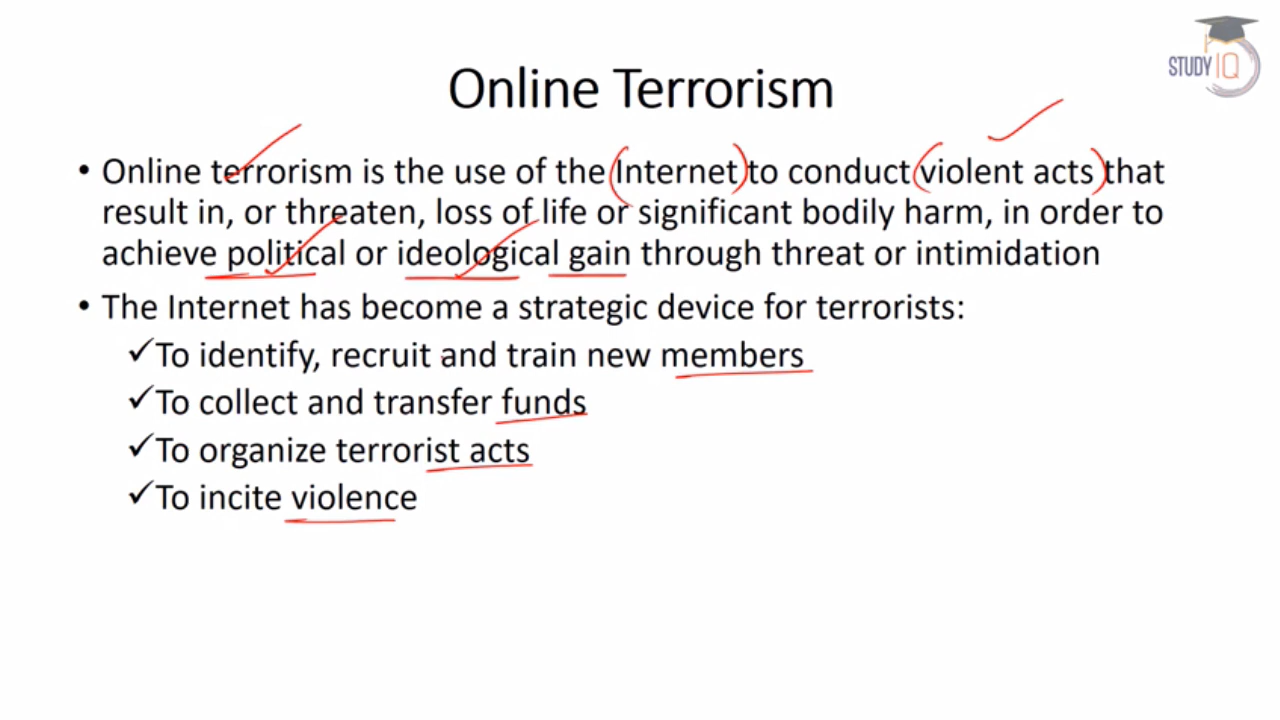 STUDY IQ
Online Terrorism
• Online terrorism is the use of the Internet to conduct violent acts that
result in, or threaten, loss of life or significant bodily harm, in order to
achieve political or ideological gain through threat or intimidation
• The Internet has become a strategic device for terrorists:
✓To identify, recruit and train new members
✓To collect and transfer funds
✓To organize terrorist acts
✓To incite violence